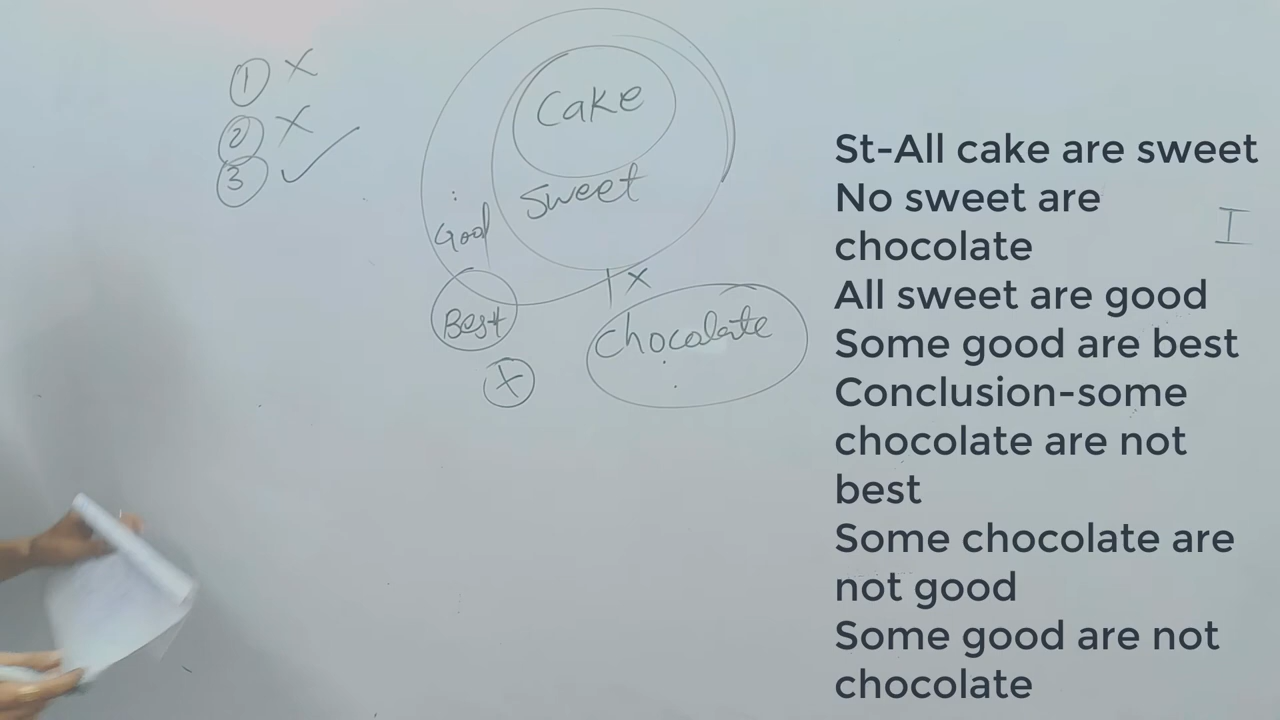 1 X
2 X
3 ✓
Cake
Sweet
Good
Best
X
Chocolate
X
I
St-All cake are sweet
No sweet are
chocolate
All sweet are good
Some good are best
Conclusion-some
chocolate are not
best
Some chocolate are
not good
Some good are not
chocolate